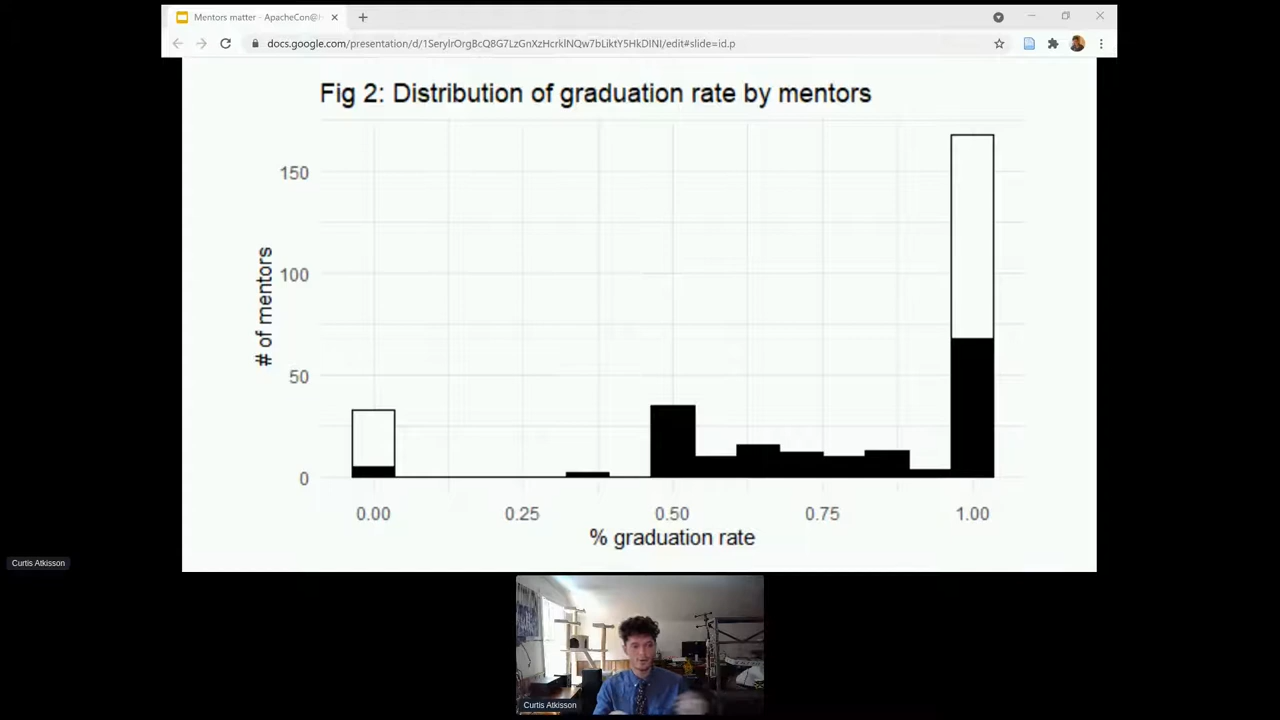 Mentors matter - ApacheCon@
docs.google.com/presentation/d/1SerylrOrgBcQ8G7LzGnXzHcrklNQw7bLiktY5HkDINI/edit#slide=id.p
Fig 2: Distribution of graduation rate by mentors
# of mentors
150
100
50
0
0.00
0.25
0.50
0.75
1.00
% graduation rate
Curtis Atkisson
Curtis Atkisson